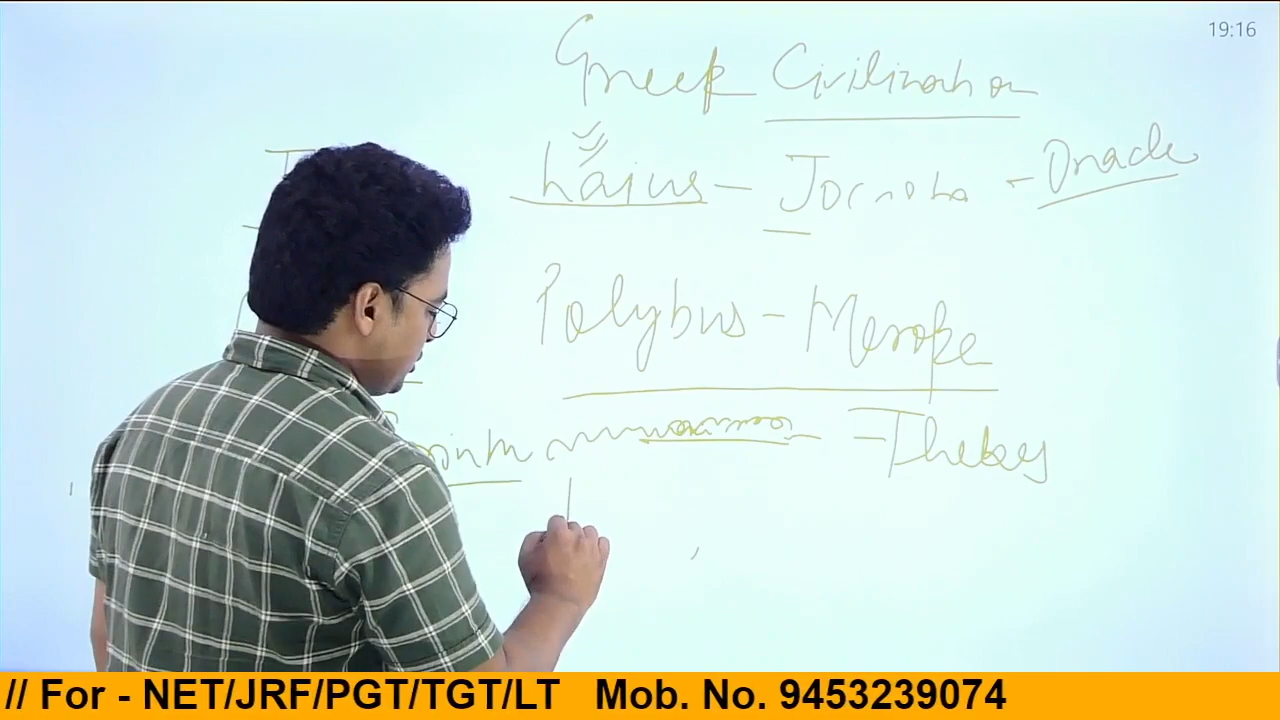 19:16
Greek Civilization
Laius - Jocasta - Oracle
Polybus - Merope
- Thebes
// For - NET/JRF/PGT/TGT/LT Mob. No. 9453239074